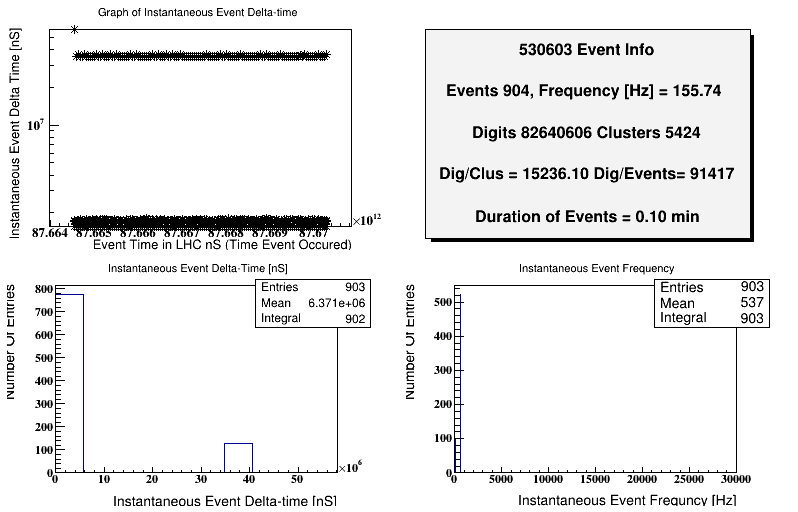 Graph of Instantaneous Event Delta-time
Instantaneous Event Delta Time [nS]
10^7
87.664 87.665 87.666 87.667 87.668 87.669 87.67
×10^12
Event Time in LHC nS (Time Event Occured)
530603 Event Info
Events 904, Frequency [Hz] = 155.74
Digits 82640606 Clusters 5424
Dig/Clus = 15236.10 Dig/Events= 91417
Duration of Events = 0.10 min
Instantaneous Event Delta-Time [nS]
Entries 903
Mean 6.371e+06
Integral 902
Number Of Entries
800
700
600
500
400
300
200
100
0
0 10 20 30 40 50
×10^6
Instantaneous Event Delta-time [nS]
Instantaneous Event Frequency
Entries 903
Mean 537
Integral 903
Number Of Entries
500
400
300
200
100
0
0 5000 10000 15000 20000 25000 30000
Instantaneous Event Frequncy [Hz]